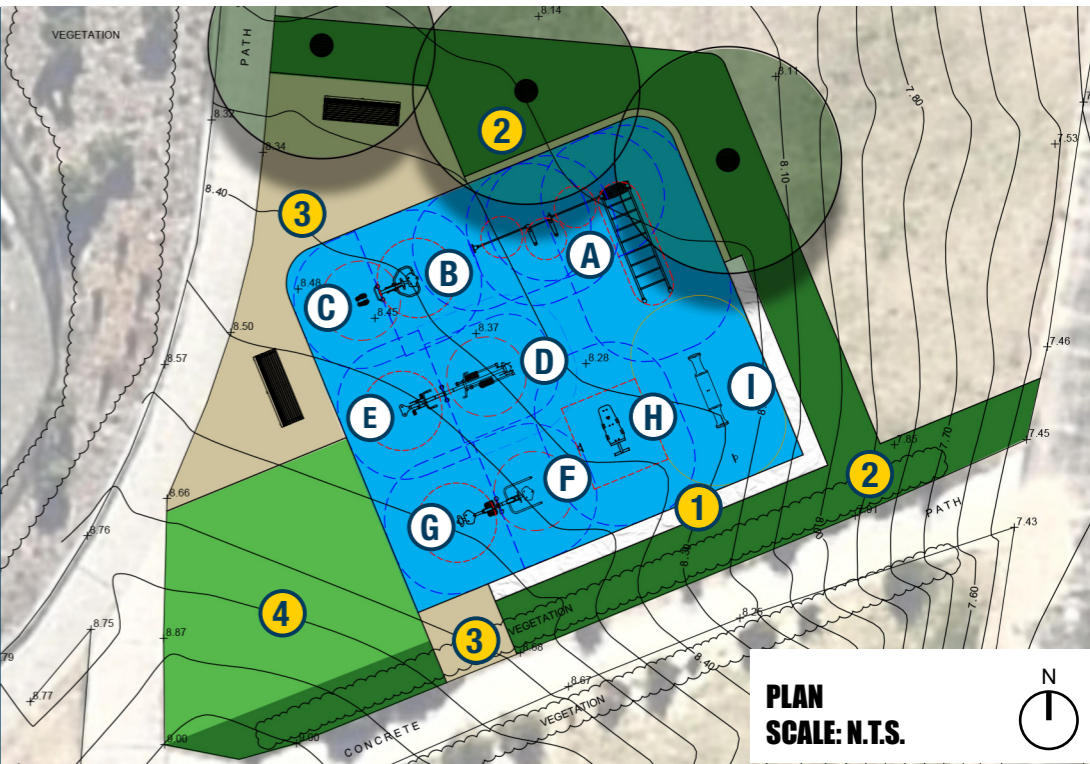 VEGETATION
PATH
8.14
8.11
7.80
7.53
8.32
8.34
8.10
2
8.40
3
A
B
C
8.48
8.45
8.37
8.50
8.57
D
8.28
7.46
E
H
I
F
G
1
2
7.85
7.70
7.45
8.66
8.76
PATH
7.43
8.30
7.60
4
8.75
8.87
3
VEGETATION
8.25
8.68
8.40
8.67
8.77
VEGETATION
CONCRETE
9.00
PLAN
SCALE: N.T.S.
N